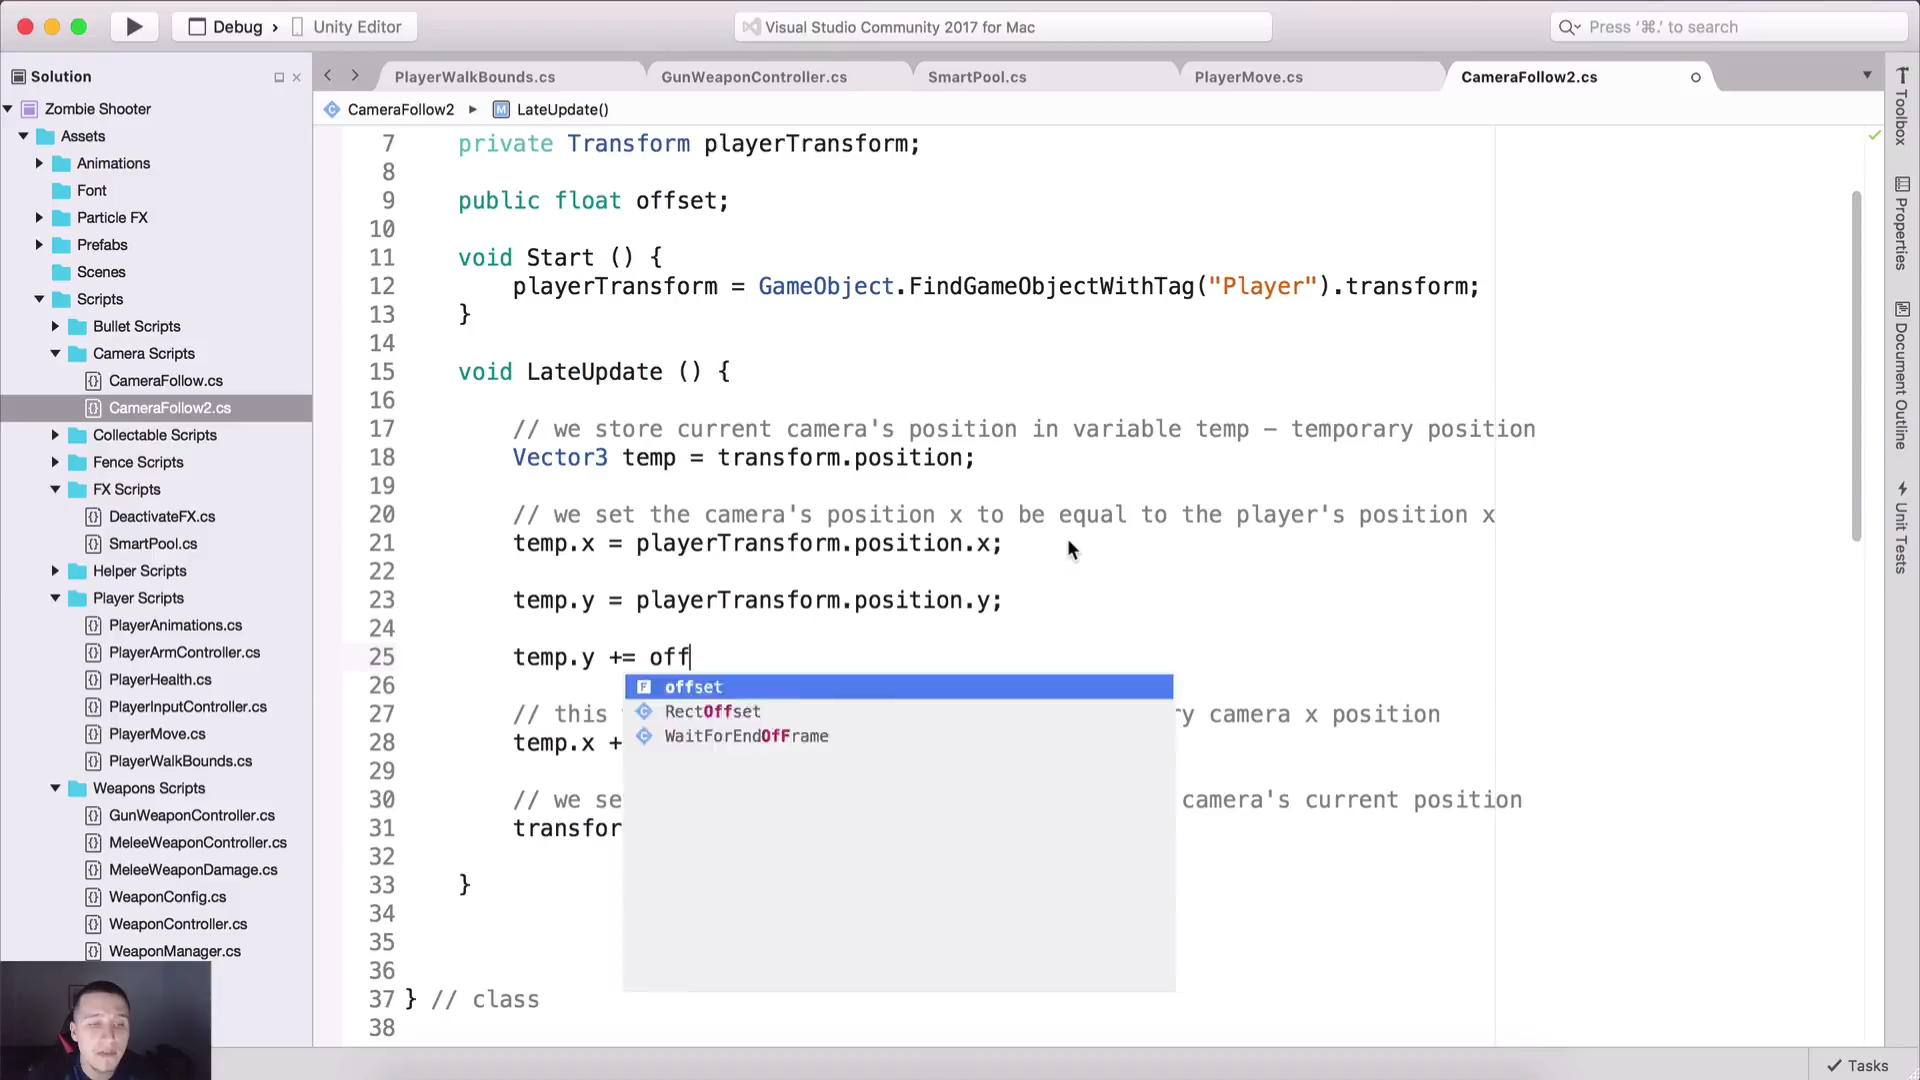 Debug
Unity Editor
Visual Studio Community 2017 for Mac
Press '⌘.' to search
Solution
PlayerWalkBounds.cs
GunWeaponController.cs
SmartPool.cs
PlayerMove.cs
CameraFollow2.cs
CameraFollow2
LateUpdate()
Zombie Shooter
Assets
Animations
Font
Particle FX
Prefabs
Scenes
Scripts
Bullet Scripts
Camera Scripts
CameraFollow.cs
CameraFollow2.cs
Collectable Scripts
Fence Scripts
FX Scripts
DeactivateFX.cs
SmartPool.cs
Helper Scripts
Player Scripts
PlayerAnimations.cs
PlayerArmController.cs
PlayerHealth.cs
PlayerInputController.cs
PlayerMove.cs
PlayerWalkBounds.cs
Weapons Scripts
GunWeaponController.cs
MeleeWeaponController.cs
MeleeWeaponDamage.cs
WeaponConfig.cs
WeaponController.cs
WeaponManager.cs
7 private Transform playerTransform;
8
9 public float offset;
10
11 void Start () {
12 playerTransform = GameObject.FindGameObjectWithTag("Player").transform;
13 }
14
15 void LateUpdate () {
16
17 // we store current camera's position in variable temp – temporary position
18 Vector3 temp = transform.position;
19
20 // we set the camera's position x to be equal to the player's position x
21 temp.x = playerTransform.position.x;
22
23 temp.y = playerTransform.position.y;
24
25 temp.y += off
26
offset
RectOffset
WaitForEndOfFrame
27 // this y camera x position
28 temp.x +
29
30 // we se camera's current position
31 transfor
32
33 }
34
35
36
37 } // class
38
Toolbox
Properties
Document Outline
Unit Tests
Tasks